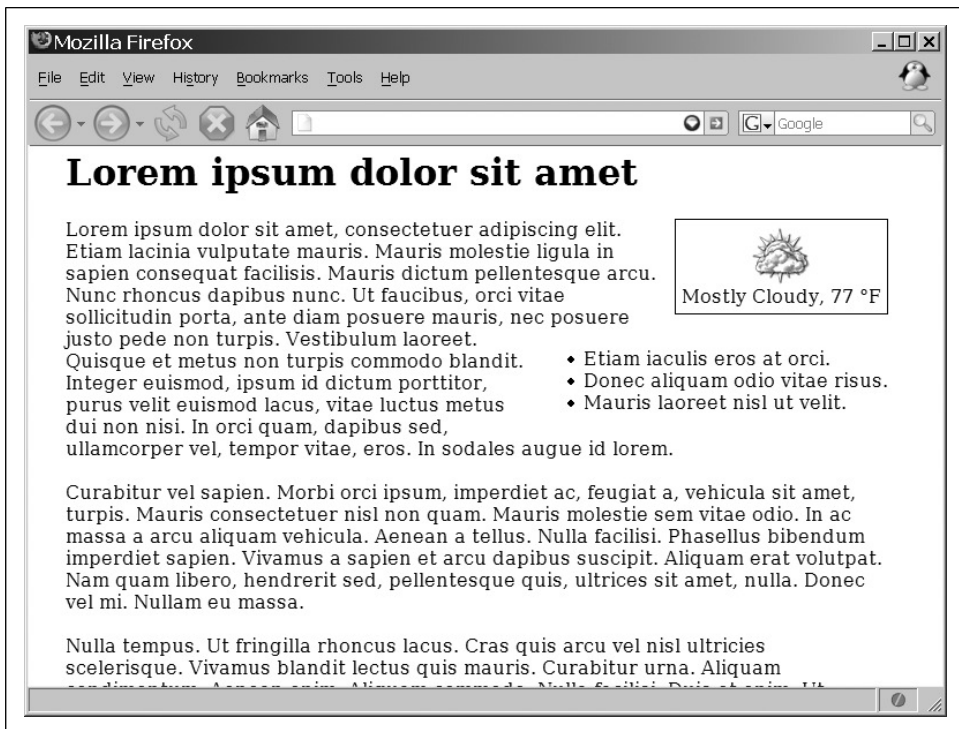 Mozilla Firefox
File Edit View History Bookmarks Tools Help
G Google
Lorem ipsum dolor sit amet
Lorem ipsum dolor sit amet, consectetuer adipiscing elit.
Etiam lacinia vulputate mauris. Mauris molestie ligula in
sapien consequat facilisis. Mauris dictum pellentesque arcu.
Nunc rhoncus dapibus nunc. Ut faucibus, orci vitae
sollicitudin porta, ante diam posuere mauris, nec posuere
justo pede non turpis. Vestibulum laoreet.
Mostly Cloudy, 77 °F
Quisque et metus non turpis commodo blandit.
Integer euismod, ipsum id dictum porttitor,
purus velit euismod lacus, vitae luctus metus
dui non nisi. In orci quam, dapibus sed,
ullamcorper vel, tempor vitae, eros. In sodales augue id lorem.
• Etiam iaculis eros at orci.
• Donec aliquam odio vitae risus.
• Mauris laoreet nisl ut velit.
Curabitur vel sapien. Morbi orci ipsum, imperdiet ac, feugiat a, vehicula sit amet,
turpis. Mauris consectetuer nisl non quam. Mauris molestie sem vitae odio. In ac
massa a arcu aliquam vehicula. Aenean a tellus. Nulla facilisi. Phasellus bibendum
imperdiet sapien. Vivamus a sapien et arcu dapibus suscipit. Aliquam erat volutpat.
Nam quam libero, hendrerit sed, pellentesque quis, ultrices sit amet, nulla. Donec
vel mi. Nullam eu massa.
Nulla tempus. Ut fringilla rhoncus lacus. Cras quis arcu vel nisl ultricies
scelerisque. Vivamus blandit lectus quis mauris. Curabitur urna. Aliquam